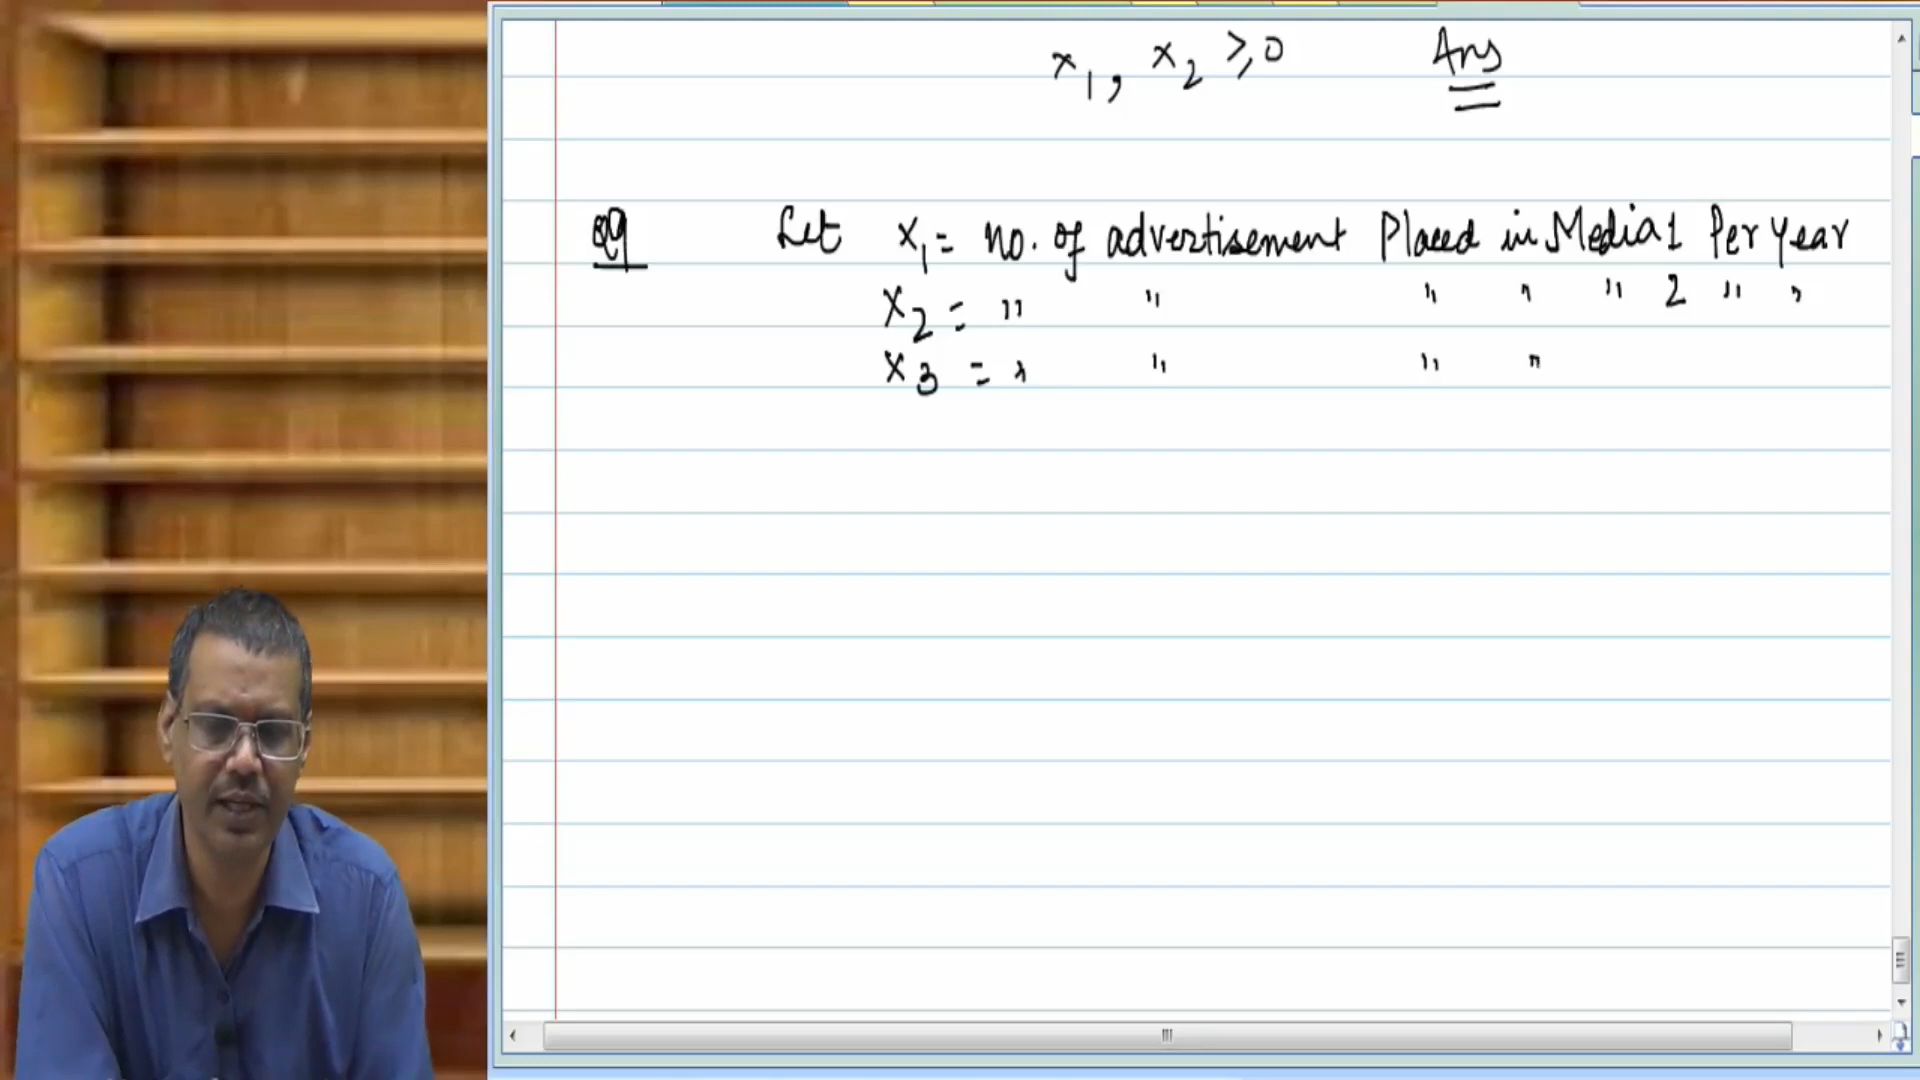 x₁, x₂ ≥ 0 Ans
Q9 Let x₁ = no. of advertisement Placed in Media 1 Per year
x₂ = " " " " " 2 " "
x₃ = " " " "